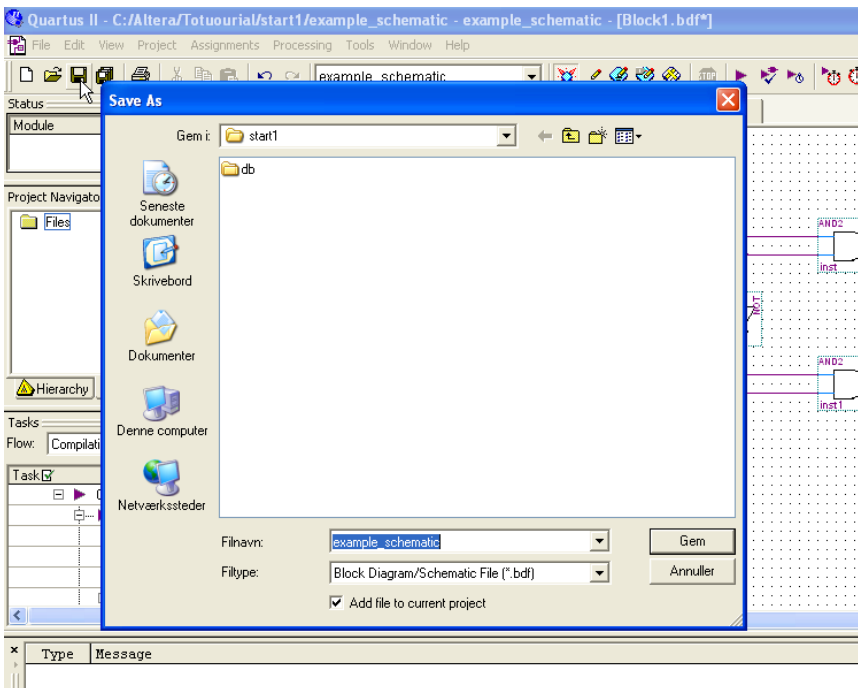 Quartus II - C:/Altera/Totuourial/start1/example_schematic - example_schematic - [Block1.bdf*]
File Edit View Project Assignments Processing Tools Window Help
example_schematic
STOP
Status
Module
Project Navigato
Files
Hierarchy
Tasks
Flow: Compilati
Task
Save As
Gem i: start1
db
Seneste
dokumenter
Skrivebord
Dokumenter
Denne computer
Netværkssteder
Filnavn: example_schematic Gem
Filtype: Block Diagram/Schematic File (*.bdf) Annuller
Add file to current project
AND2
inst
NOT
AND2
inst1
Type Message